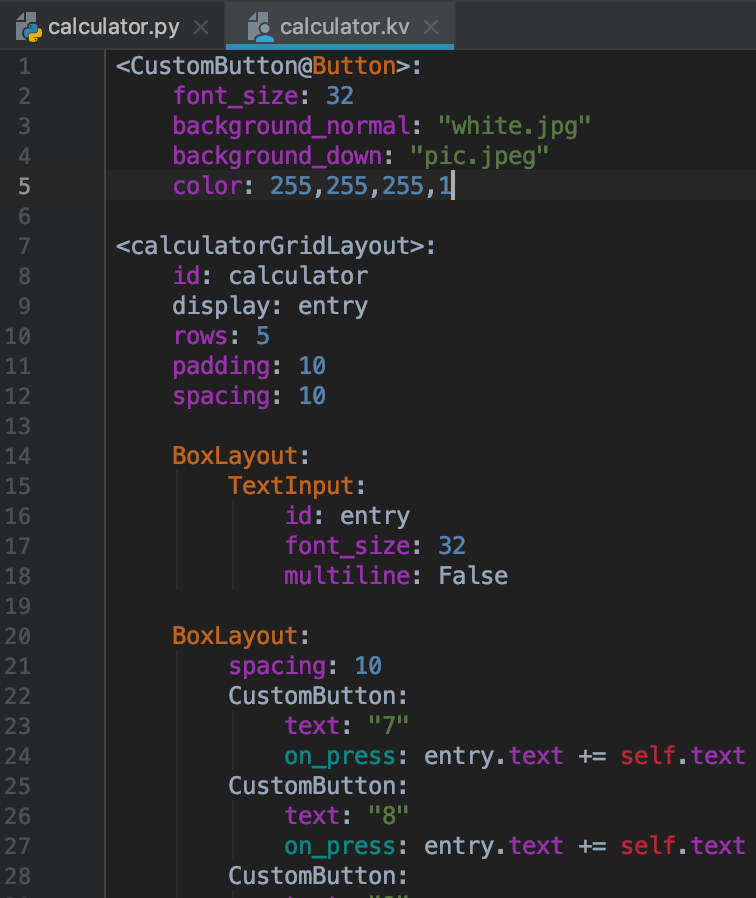 calculator.py
calculator.kv
1 <CustomButton@Button>:
2 font_size: 32
3 background_normal: "white.jpg"
4 background_down: "pic.jpeg"
5 color: 255,255,255,1
6
7 <calculatorGridLayout>:
8 id: calculator
9 display: entry
10 rows: 5
11 padding: 10
12 spacing: 10
13
14 BoxLayout:
15 TextInput:
16 id: entry
17 font_size: 32
18 multiline: False
19
20 BoxLayout:
21 spacing: 10
22 CustomButton:
23 text: "7"
24 on_press: entry.text += self.text
25 CustomButton:
26 text: "8"
27 on_press: entry.text += self.text
28 CustomButton: